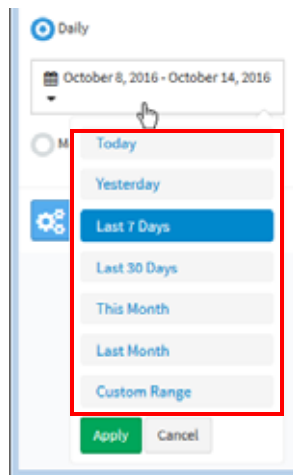 Daily
October 8, 2016 - October 14, 2016
M
Today
Yesterday
Last 7 Days
Last 30 Days
This Month
Last Month
Custom Range
Apply Cancel